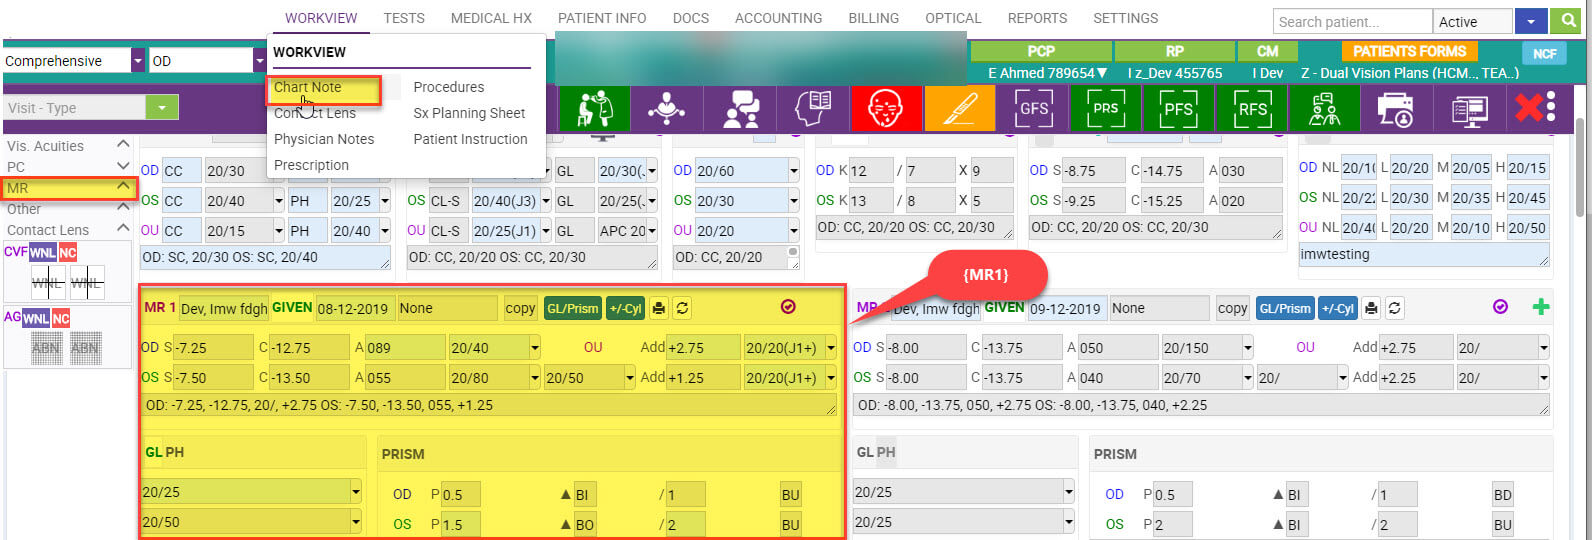 WORKVIEW TESTS MEDICAL HX PATIENT INFO DOCS ACCOUNTING BILLING OPTICAL REPORTS SETTINGS Search patient... Active
WORKVIEW
Chart Note Procedures
Contact Lens Sx Planning Sheet
Physician Notes Patient Instruction
Prescription
Comprehensive OD
PCP RP CM PATIENTS FORMS NCF
E Ahmed 789654▼ I z_Dev 455765 I Dev Z - Dual Vision Plans (HCM.., TEA..)
Visit - Type
GFS PRS PFS RFS
Vis. Acuities
PC
MR
Other
Contact Lens
CVF WNL NC
WNL WNL
AG WNL NC
ABN ABN
OD CC 20/30 GL 20/30(. 20/60 OD K 12 / 7 X 9 OD S -8.75 C -14.75 A 030 OD NL 20/1( L 20/20 M 20/05 H 20/15
OS CC 20/40 PH 20/25 OS CL-S 20/40(J3) GL 20/25(. OS 20/30 OS K 13 / 8 X 5 OS S -9.25 C -15.25 A 020 OS NL 20/2: L 20/30 M 20/35 H 20/45
OU CC 20/15 PH 20/40 OU CL-S 20/25(J1) GL APC 20 OU 20/20 OD: CC, 20/20 OS: CC, 20/30 OD: CC, 20/20 OS: CC, 20/30 OU NL 20/4( L 20/20 M 20/10 H 20/50
OD: SC, 20/30 OS: SC, 20/40 OD: CC, 20/20 OS: CC, 20/30 OD: CC, 20/20 imwtesting
{MR1}
MR 1 Dev, Imw fdgh GIVEN 08-12-2019 None copy GL/Prism +/-Cyl
OD S -7.25 C -12.75 A 089 20/40 OU Add +2.75 20/20(J1+)
OS S -7.50 C -13.50 A 055 20/80 20/50 Add +1.25 20/20(J1+)
OD: -7.25, -12.75, 20/, +2.75 OS: -7.50, -13.50, 055, +1.25
GL PH PRISM
20/25 OD P 0.5 ▲ BI / 1 BU
20/50 OS P 1.5 ▲ BO / 2 BU
MR Dev, Imw fdgh GIVEN 09-12-2019 None copy GL/Prism +/-Cyl
OD S -8.00 C -13.75 A 050 20/150 OU Add +2.75 20/
OS S -8.00 C -13.75 A 040 20/70 20/ Add +2.25 20/
OD: -8.00, -13.75, 050, +2.75 OS: -8.00, -13.75, 040, +2.25
GL PH PRISM
20/25 OD P 0.5 ▲ BI / 1 BD
20/25 OS P 2 ▲ BI / 2 BU